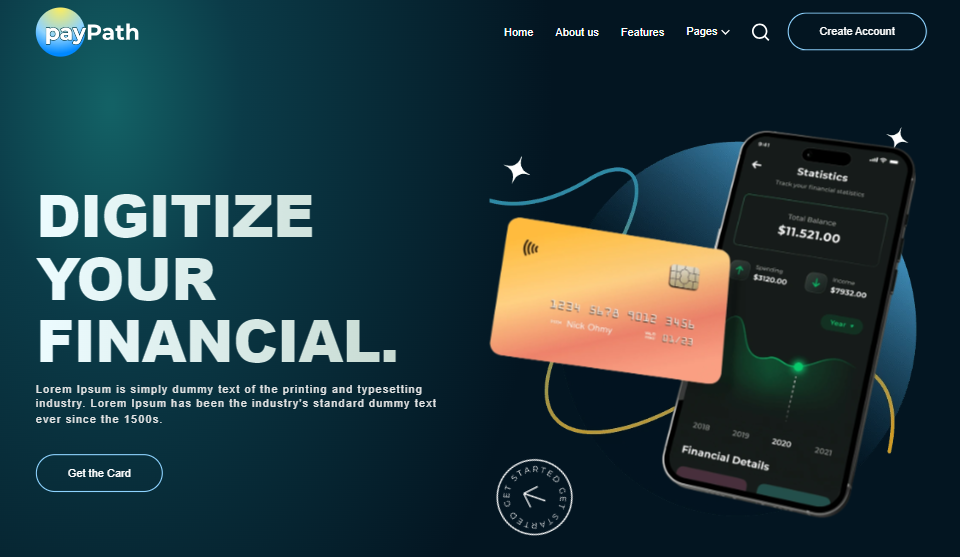 payPath
Home
About us
Features
Pages
Create Account
DIGITIZE
YOUR
FINANCIAL.
Lorem Ipsum is simply dummy text of the printing and typesetting
industry. Lorem Ipsum has been the industry's standard dummy text
ever since the 1500s.
Get the Card
1234 5678 9012 3456
Nick Ohmy
01/23
9:41
Statistics
Track your financial statistics
Total Balance
$11.521.00
Spending
$3120.00
Income
$7932.00
Year
2018
2019
2020
2021
Financial Details
GET STARTED GET STARTED